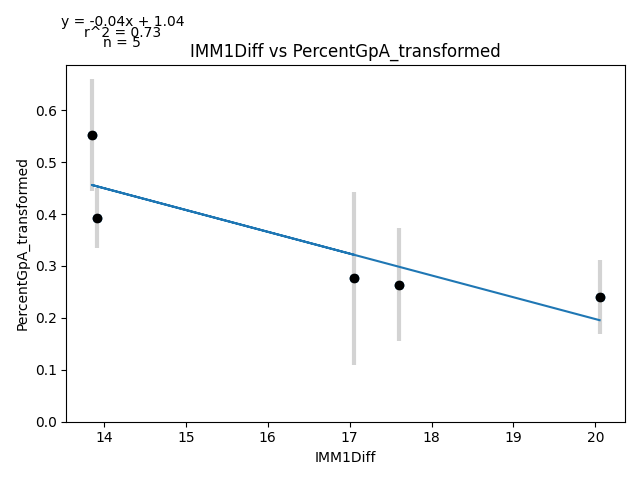 y = -0.04x + 1.04
r^2 = 0.73
n = 5
IMM1Diff vs PercentGpA_transformed
PercentGpA_transformed
0.6
0.5
0.4
0.3
0.2
0.1
0.0
14 15 16 17 18 19 20
IMM1Diff